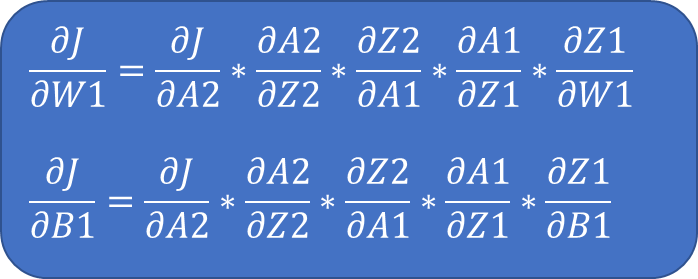 ∂J/∂W1 = ∂J/∂A2 * ∂A2/∂Z2 * ∂Z2/∂A1 * ∂A1/∂Z1 * ∂Z1/∂W1
∂J/∂B1 = ∂J/∂A2 * ∂A2/∂Z2 * ∂Z2/∂A1 * ∂A1/∂Z1 * ∂Z1/∂B1